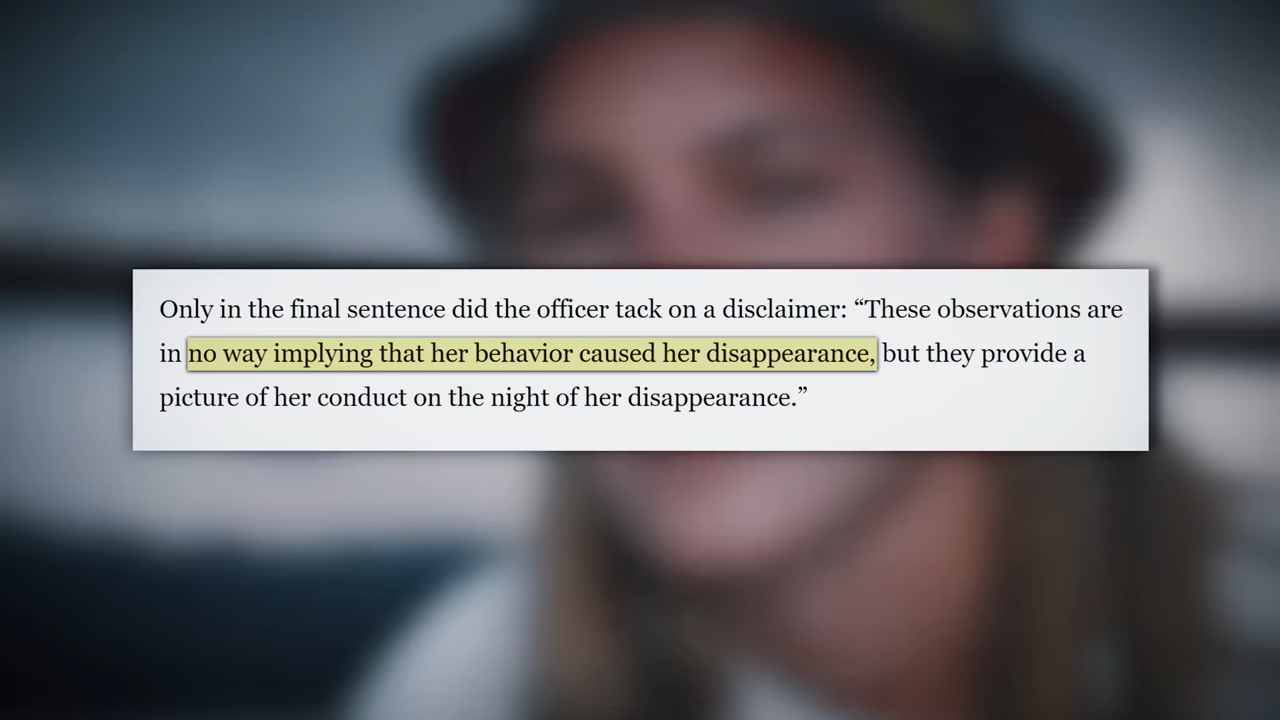 Only in the final sentence did the officer tack on a disclaimer: “These observations are
in no way implying that her behavior caused her disappearance, but they provide a
picture of her conduct on the night of her disappearance.”